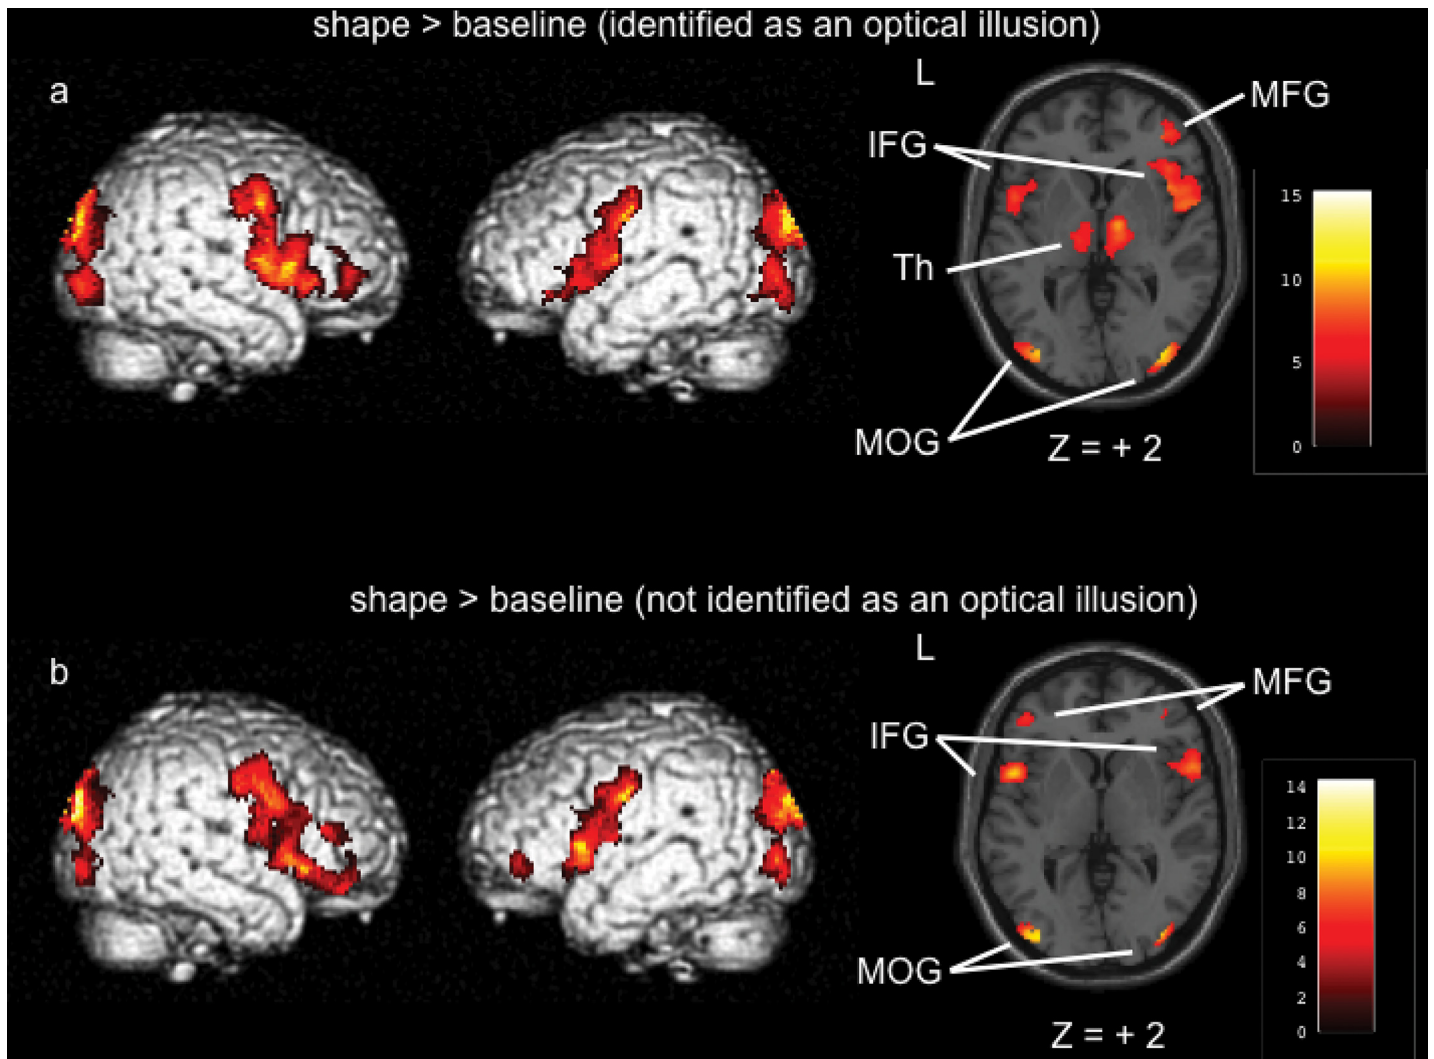 shape > baseline (identified as an optical illusion)
a
L
MFG
IFG
Th
MOG
Z = + 2
15
10
5
0
shape > baseline (not identified as an optical illusion)
b
L
MFG
IFG
MOG
Z = + 2
14
12
10
8
6
4
2
0